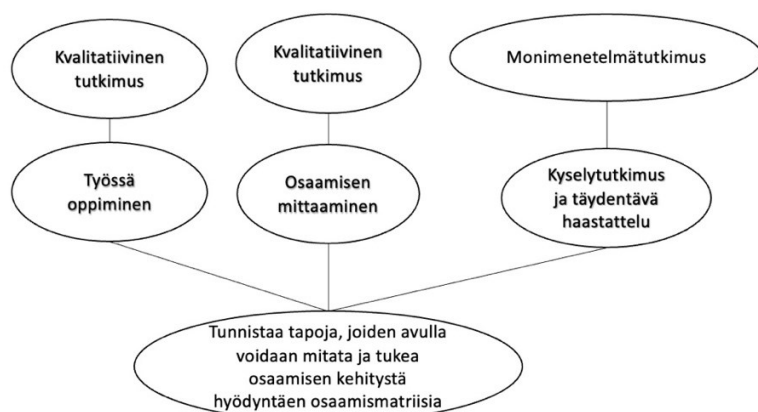 Kvalitatiivinen
tutkimus
Kvalitatiivinen
tutkimus
Monimenetelmätutkimus
Työssä
oppiminen
Osaamisen
mittaaminen
Kyselytutkimus
ja täydentävä
haastattelu
Tunnistaa tapoja, joiden avulla
voidaan mitata ja tukea
osaamisen kehitystä
hyödyntäen osaamismatriisia